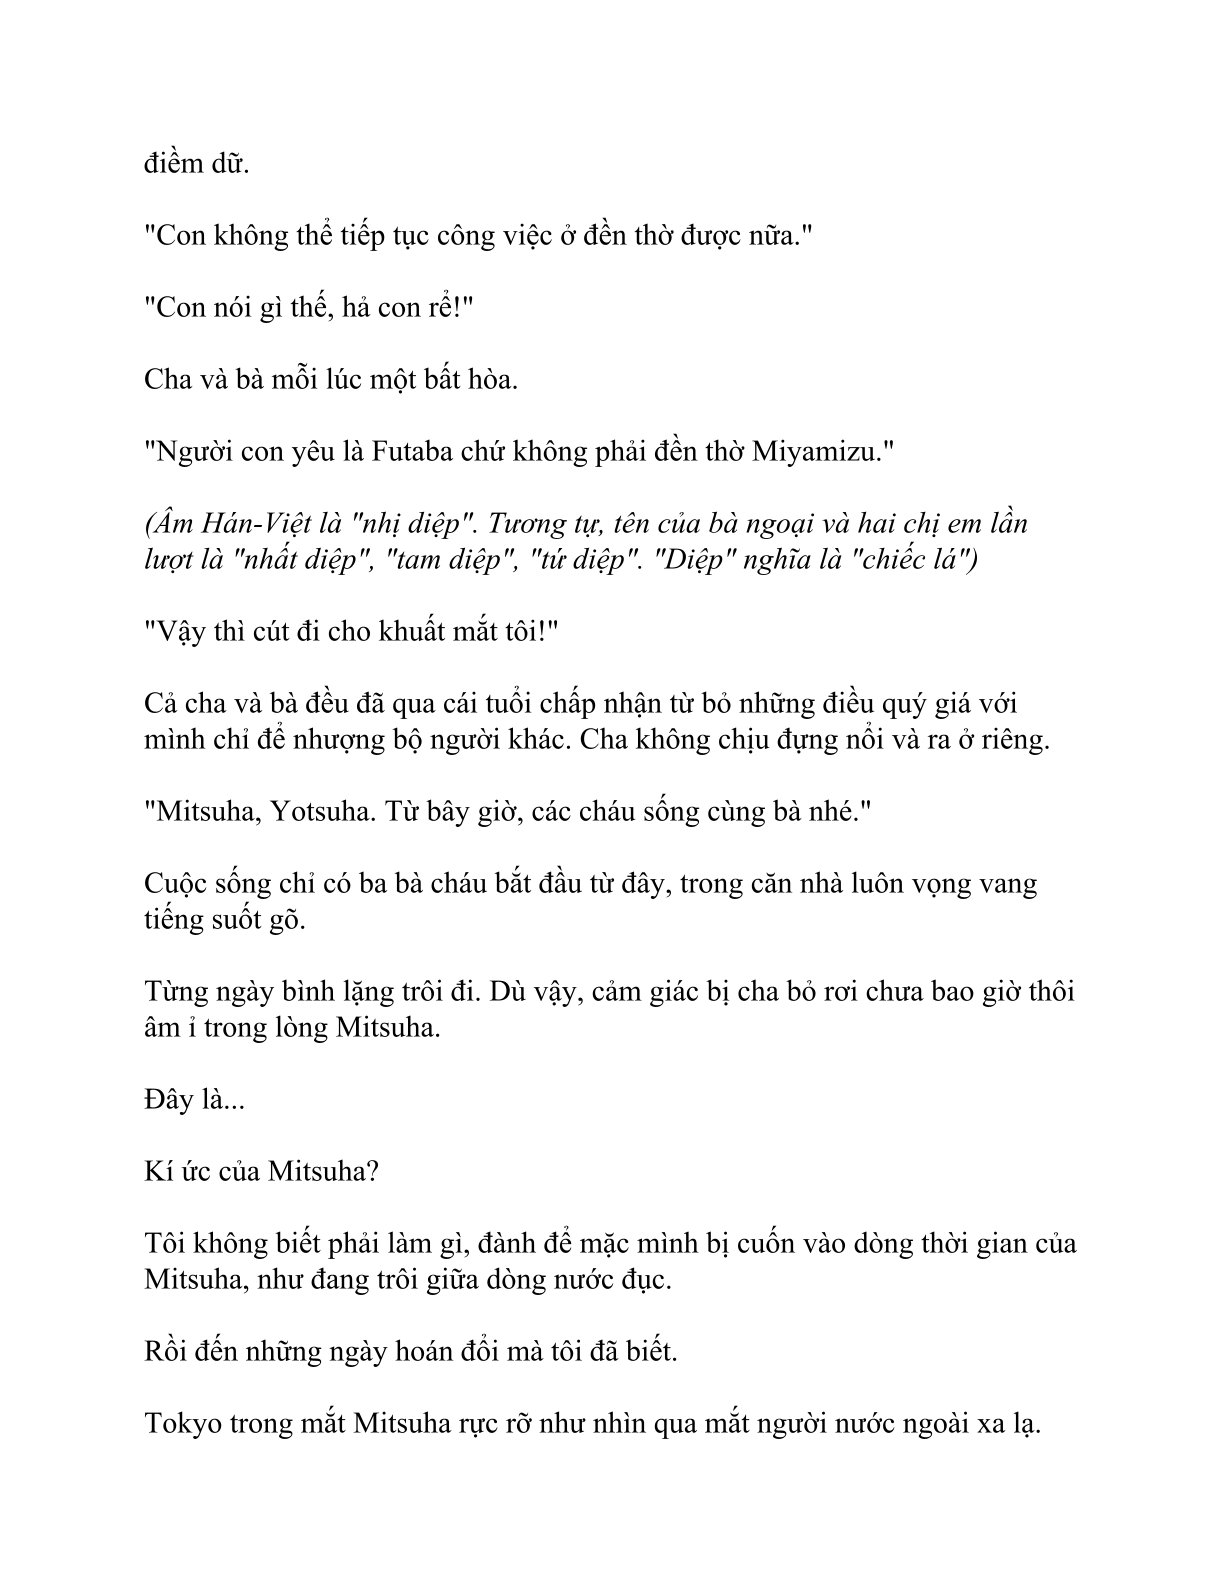 điềm dữ.
"Con không thể tiếp tục công việc ở đền thờ được nữa."
"Con nói gì thế, hả con rể!"
Cha và bà mỗi lúc một bất hòa.
"Người con yêu là Futaba chứ không phải đền thờ Miyamizu."
(Âm Hán-Việt là "nhị diệp". Tương tự, tên của bà ngoại và hai chị em lần
lượt là "nhất diệp", "tam diệp", "tứ diệp". "Diệp" nghĩa là "chiếc lá")
"Vậy thì cút đi cho khuất mắt tôi!"
Cả cha và bà đều đã qua cái tuổi chấp nhận từ bỏ những điều quý giá với
mình chỉ để nhượng bộ người khác. Cha không chịu đựng nổi và ra ở riêng.
"Mitsuha, Yotsuha. Từ bây giờ, các cháu sống cùng bà nhé."
Cuộc sống chỉ có ba bà cháu bắt đầu từ đây, trong căn nhà luôn vọng vang
tiếng suốt gõ.
Từng ngày bình lặng trôi đi. Dù vậy, cảm giác bị cha bỏ rơi chưa bao giờ thôi
âm ỉ trong lòng Mitsuha.
Đây là...
Kí ức của Mitsuha?
Tôi không biết phải làm gì, đành để mặc mình bị cuốn vào dòng thời gian của
Mitsuha, như đang trôi giữa dòng nước đục.
Rồi đến những ngày hoán đổi mà tôi đã biết.
Tokyo trong mắt Mitsuha rực rỡ như nhìn qua mắt người nước ngoài xa lạ.